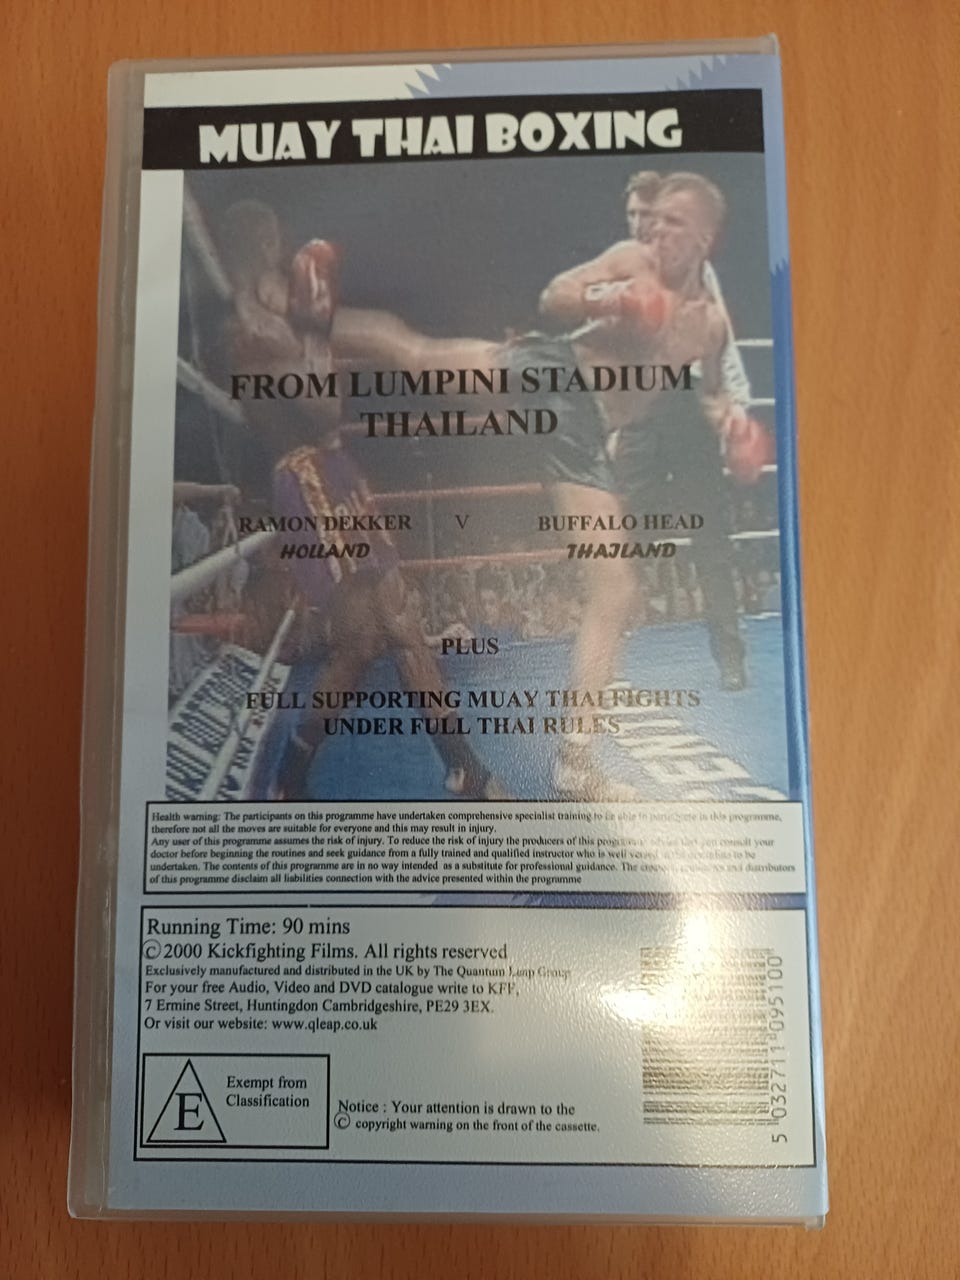 MUAY THAI BOXING
FROM LUMPINI STADIUM
THAILAND
RAMON DEKKER V BUFFALO HEAD
HOLLAND THAILAND
PLUS
FULL SUPPORTING MUAY THAI FIGHTS
UNDER FULL THAI RULES
Health warning: The participants on this programme have undertaken comprehensive specialist training to be able to participate in this programme,
therefore not all the moves are suitable for everyone and this may result in injury.
Any user of this programme assumes the risk of injury. To reduce the risk of injury the producers of this programme advise that you consult your
doctor before beginning the routines and seek guidance from a fully trained and qualified instructor who is well versed in the to be
undertaken. The contents of this programme are in no way intended as a substitute for professional guidance. The and distributors
of this programme disclaim all liabilities connection with the advice presented within the programme
Running Time: 90 mins
©2000 Kickfighting Films. All rights reserved
Exclusively manufactured and distributed in the UK by The Quantum Leap Group
For your free Audio, Video and DVD catalogue write to KFF,
7 Ermine Street, Huntingdon Cambridgeshire, PE29 3EX.
Or visit our website: www.qleap.co.uk
E
Exempt from
Classification
Notice : Your attention is drawn to the
© copyright warning on the front of the cassette.
5 032711 095100